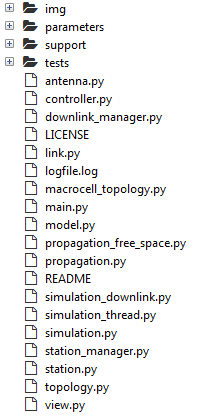 img
parameters
support
tests
antenna.py
controller.py
downlink_manager.py
LICENSE
link.py
logfile.log
macrocell_topology.py
main.py
model.py
propagation_free_space.py
propagation.py
README
simulation_downlink.py
simulation_thread.py
simulation.py
station_manager.py
station.py
topology.py
view.py